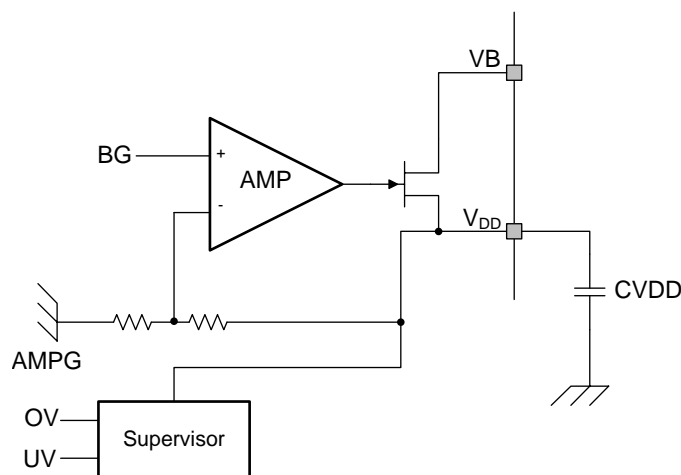 VB
BG
+
AMP
-
VDD
CVDD
AMPG
OV
Supervisor
UV